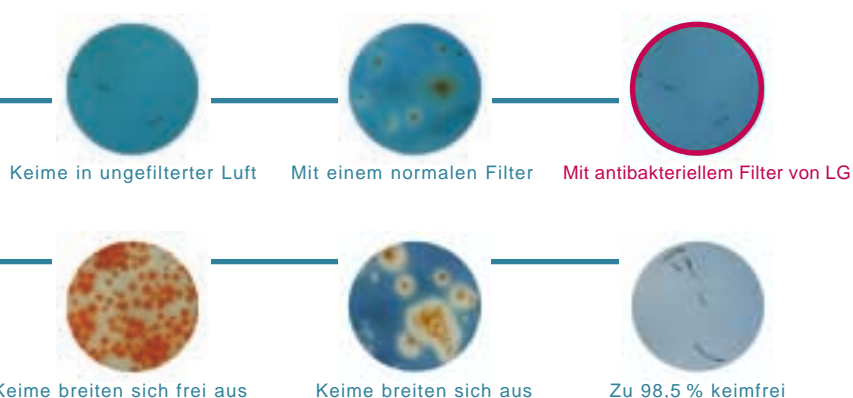 Keime in ungefilterter Luft
Mit einem normalen Filter
Mit antibakteriellem Filter von LG
Keime breiten sich frei aus
Keime breiten sich aus
Zu 98,5 % keimfrei